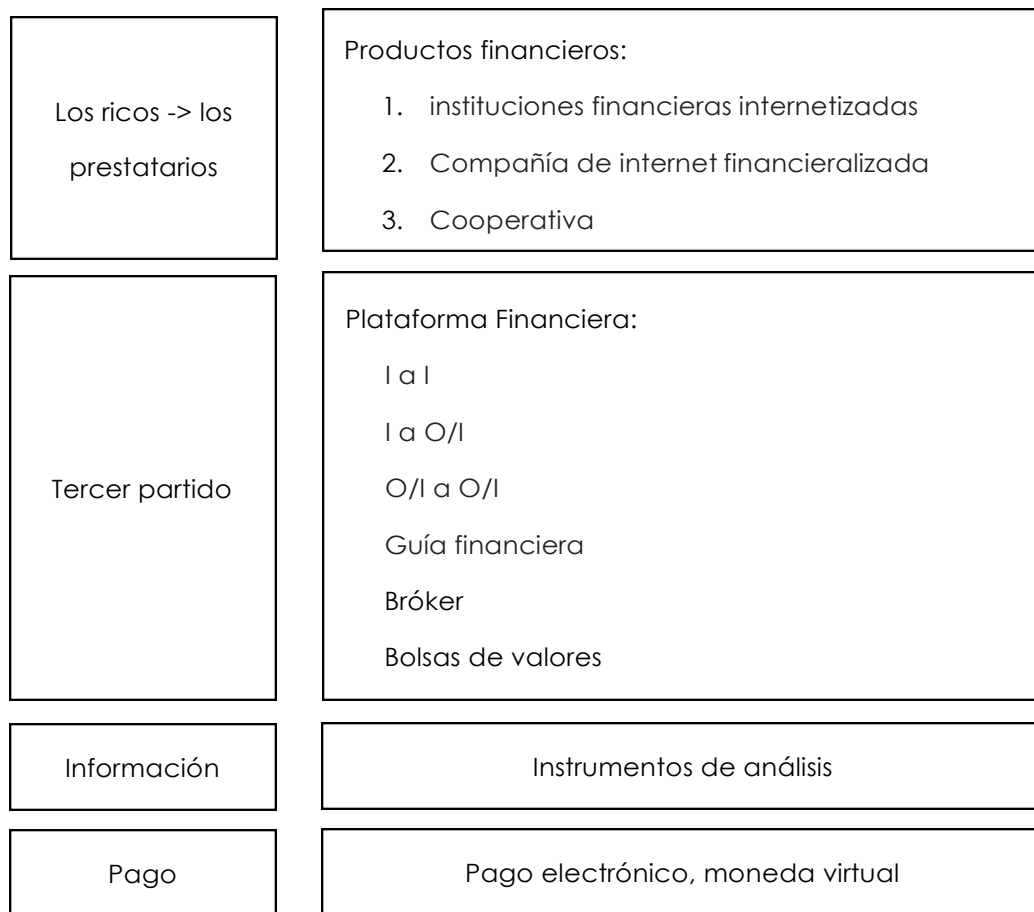 Los ricos -> los
prestatarios
Productos financieros:
1. instituciones financieras internetizadas
2. Compañía de internet financieralizada
3. Cooperativa
Tercer partido
Plataforma Financiera:
I a I
I a O/I
O/I a O/I
Guía financiera
Bróker
Bolsas de valores
Información
Instrumentos de análisis
Pago
Pago electrónico, moneda virtual